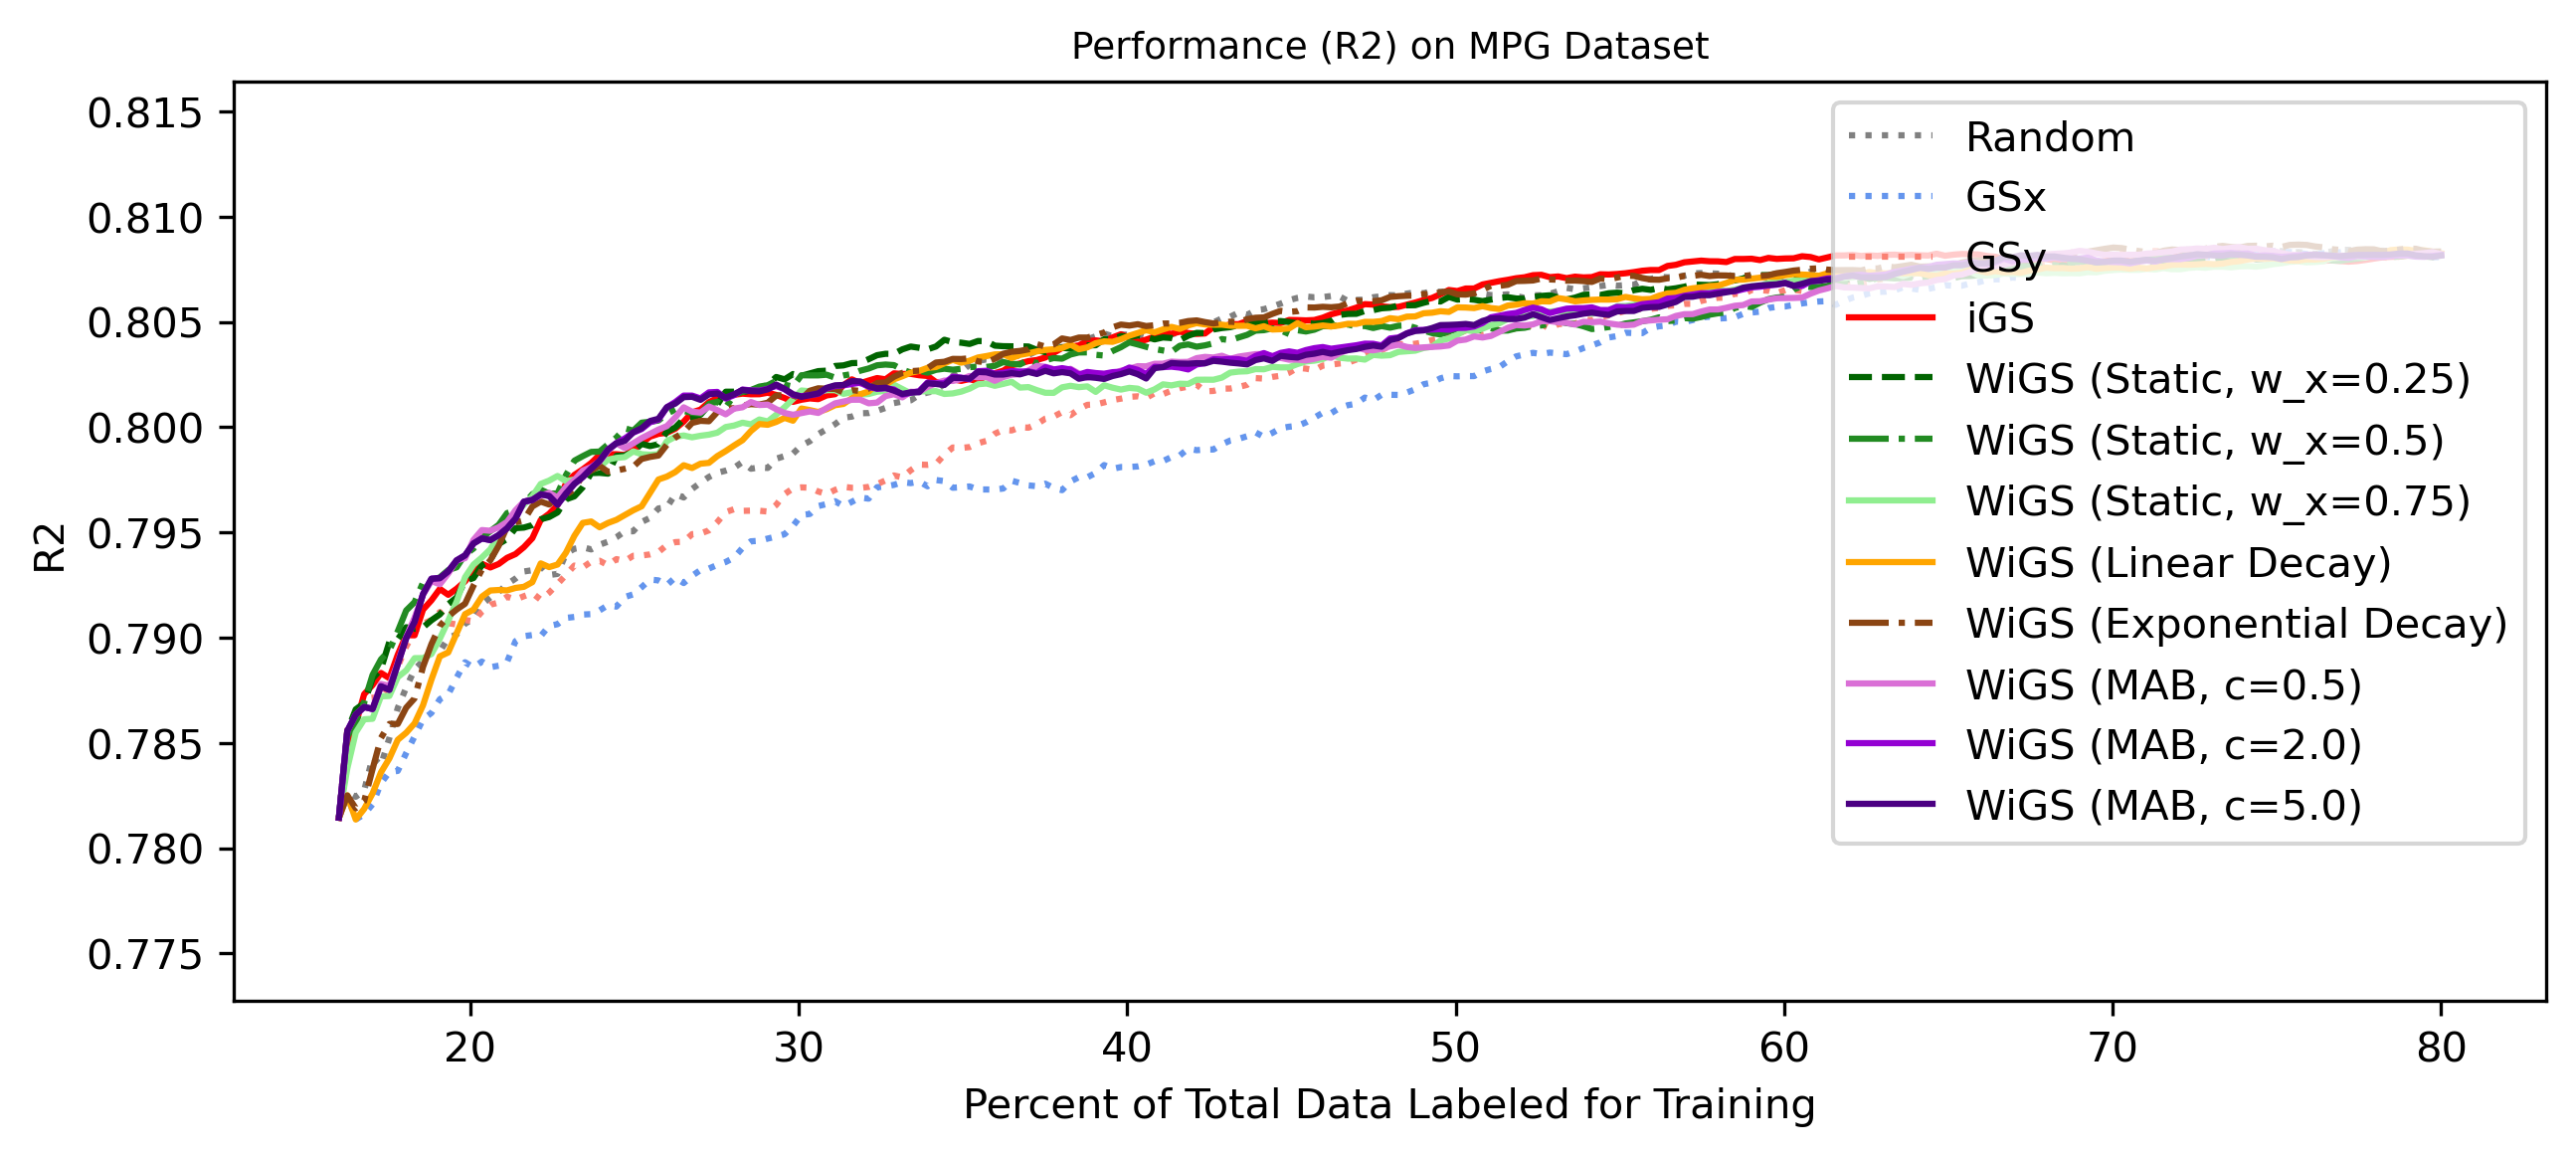 Performance (R2) on MPG Dataset
0.815
0.810
0.805
0.800
0.795
0.790
0.785
0.780
0.775
R2
20 30 40 50 60 70 80
Percent of Total Data Labeled for Training
Random
GSx
GSy
iGS
WiGS (Static, w_x=0.25)
WiGS (Static, w_x=0.5)
WiGS (Static, w_x=0.75)
WiGS (Linear Decay)
WiGS (Exponential Decay)
WiGS (MAB, c=0.5)
WiGS (MAB, c=2.0)
WiGS (MAB, c=5.0)